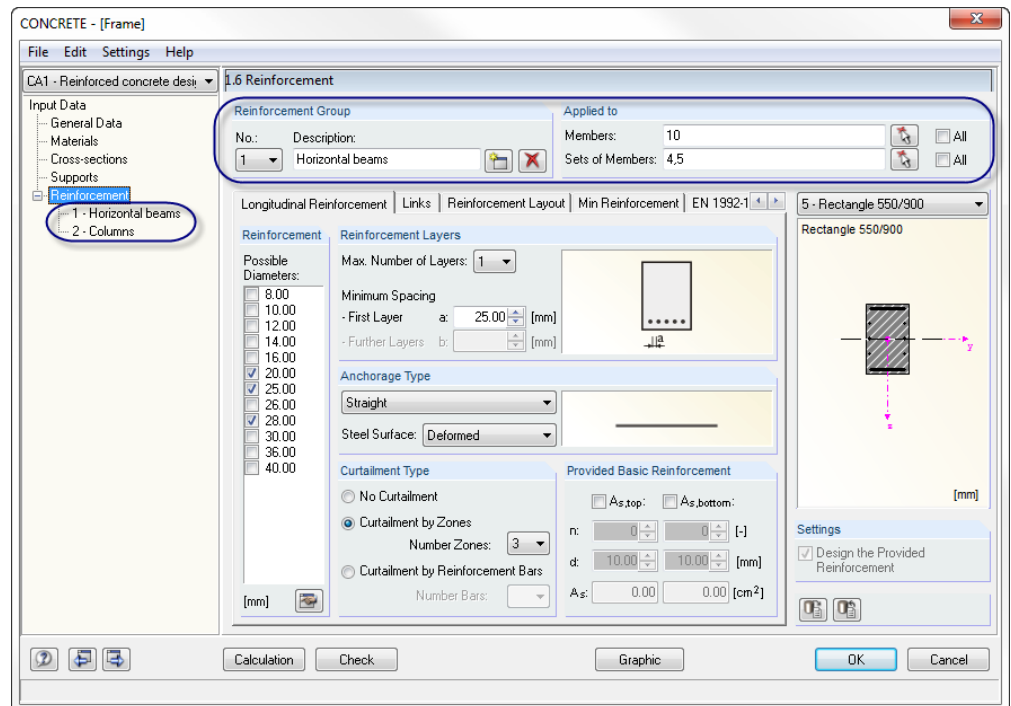 CONCRETE - [Frame]
File Edit Settings Help
CA1 - Reinforced concrete desi
1.6 Reinforcement
Input Data
General Data
Materials
Cross-sections
Supports
Reinforcement
1 - Horizontal beams
2 - Columns
Reinforcement Group
No.: Description:
1 Horizontal beams
Applied to
Members: 10 All
Sets of Members: 4,5 All
Longitudinal Reinforcement Links Reinforcement Layout Min Reinforcement EN 1992-1
Reinforcement
Possible
Diameters:
8.00
10.00
12.00
14.00
16.00
20.00
25.00
26.00
28.00
30.00
36.00
40.00
[mm]
Reinforcement Layers
Max. Number of Layers: 1
Minimum Spacing
- First Layer a: 25.00 [mm]
- Further Layers b: [mm]
a
Anchorage Type
Straight
Steel Surface: Deformed
Curtailment Type
No Curtailment
Curtailment by Zones
Number Zones: 3
Curtailment by Reinforcement Bars
Number Bars:
Provided Basic Reinforcement
As,top: As,bottom:
n: 0 0 [-]
d: 10.00 10.00 [mm]
As: 0.00 0.00 [cm²]
5 - Rectangle 550/900
Rectangle 550/900
y
z
[mm]
Settings
Design the Provided
Reinforcement
Calculation Check Graphic OK Cancel